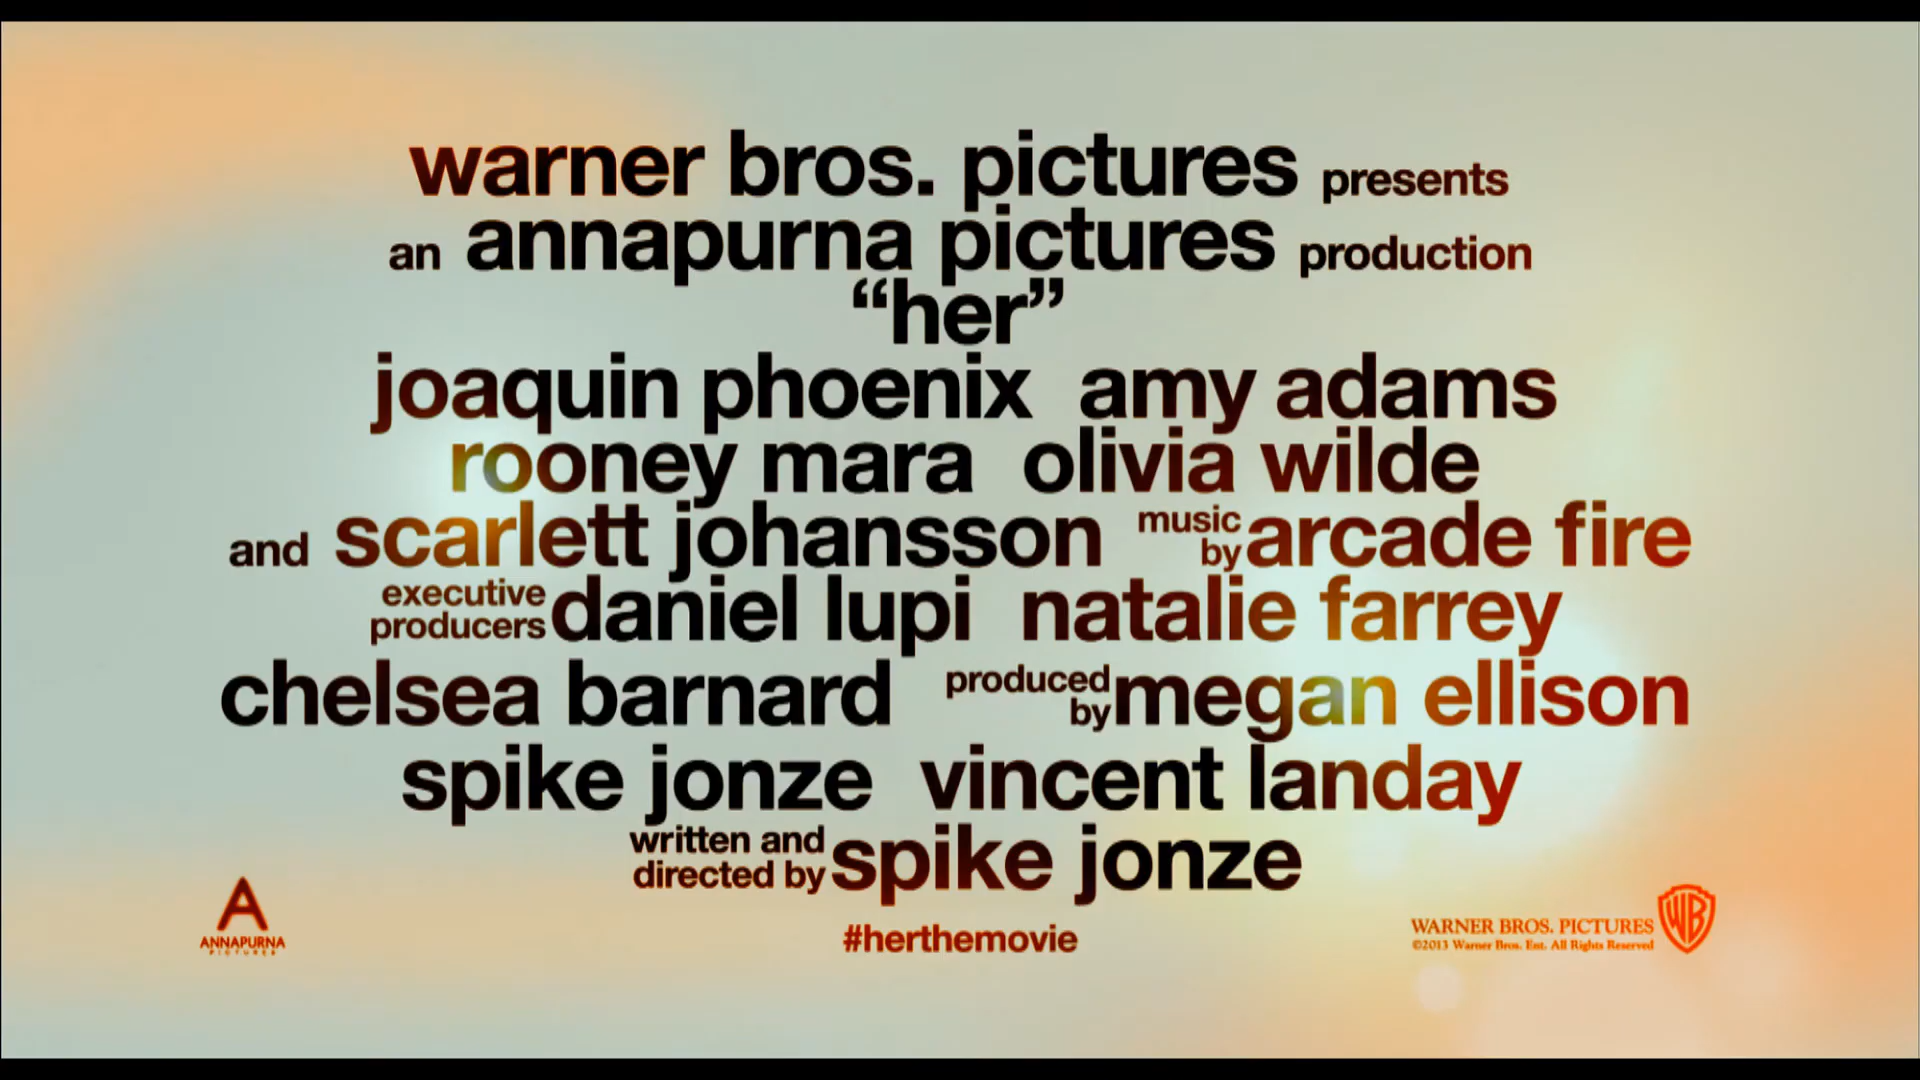 warner bros. pictures presents
an annapurna pictures production
“her”
joaquin phoenix amy adams
rooney mara olivia wilde
and scarlett johansson music by arcade fire
executive producers daniel lupi natalie farrey
chelsea barnard produced by megan ellison
spike jonze vincent landay
written and directed by spike jonze
#herthemovie
A
ANNAPURNA
PICTURES
WARNER BROS. PICTURES
©2013 Warner Bros. Ent. All Rights Reserved
WB